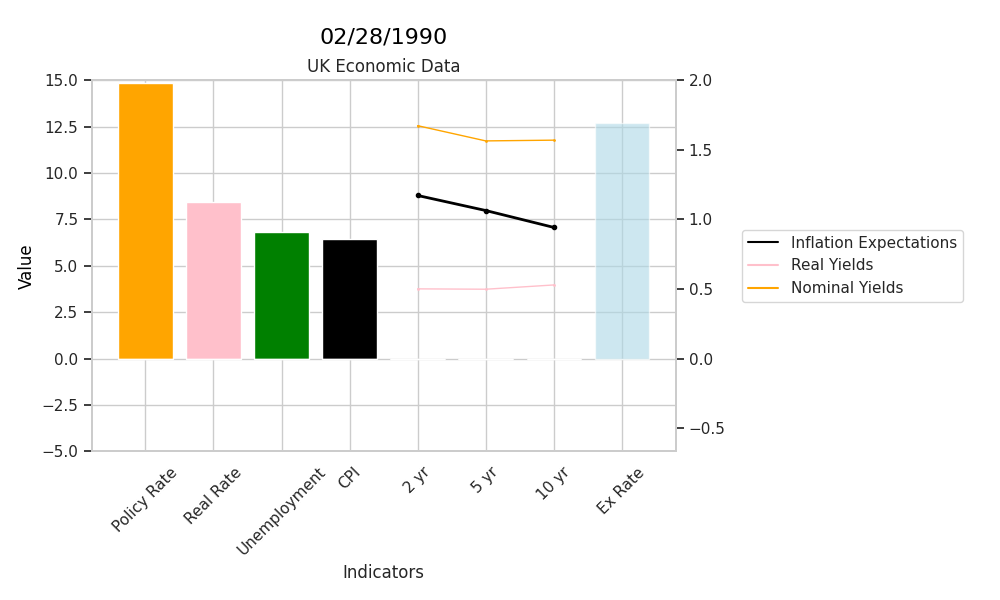 02/28/1990
UK Economic Data
15.0
12.5
10.0
7.5
5.0
2.5
0.0
−2.5
−5.0
Value
2.0
1.5
1.0
0.5
0.0
−0.5
Inflation Expectations
Real Yields
Nominal Yields
Policy Rate
Real Rate
Unemployment
CPI
2 yr
5 yr
10 yr
Ex Rate
Indicators